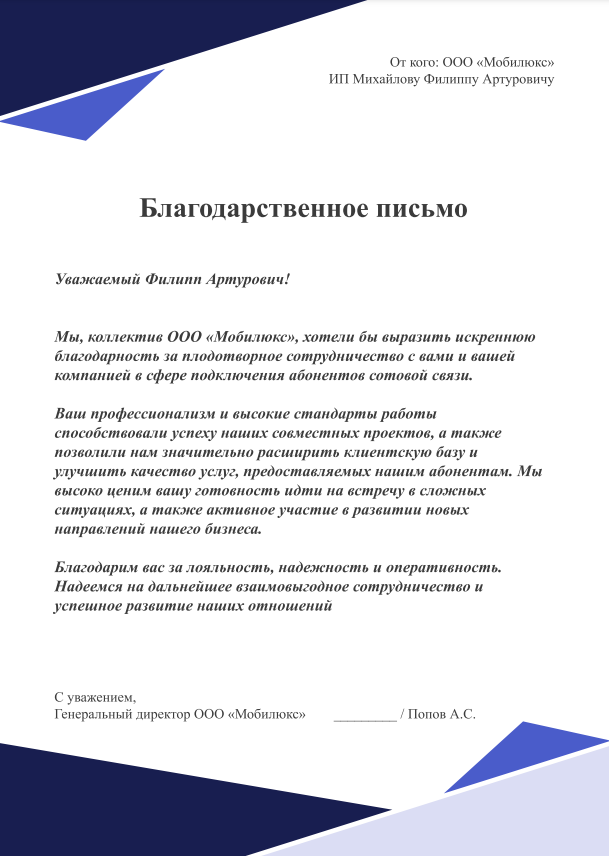 От кого: ООО «Мобилюкс»
ИП Михайлову Филиппу Артуровичу
Благодарственное письмо
Уважаемый Филипп Артурович!
Мы, коллектив ООО «Мобилюкс», хотели бы выразить искреннюю
благодарность за плодотворное сотрудничество с вами и вашей
компанией в сфере подключения абонентов сотовой связи.
Ваш профессионализм и высокие стандарты работы
способствовали успеху наших совместных проектов, а также
позволили нам значительно расширить клиентскую базу и
улучшить качество услуг, предоставляемых нашим абонентам. Мы
высоко ценим вашу готовность идти на встречу в сложных
ситуациях, а также активное участие в развитии новых
направлений нашего бизнеса.
Благодарим вас за лояльность, надежность и оперативность.
Надеемся на дальнейшее взаимовыгодное сотрудничество и
успешное развитие наших отношений
С уважением,
Генеральный директор ООО «Мобилюкс» _________ / Попов А.С.